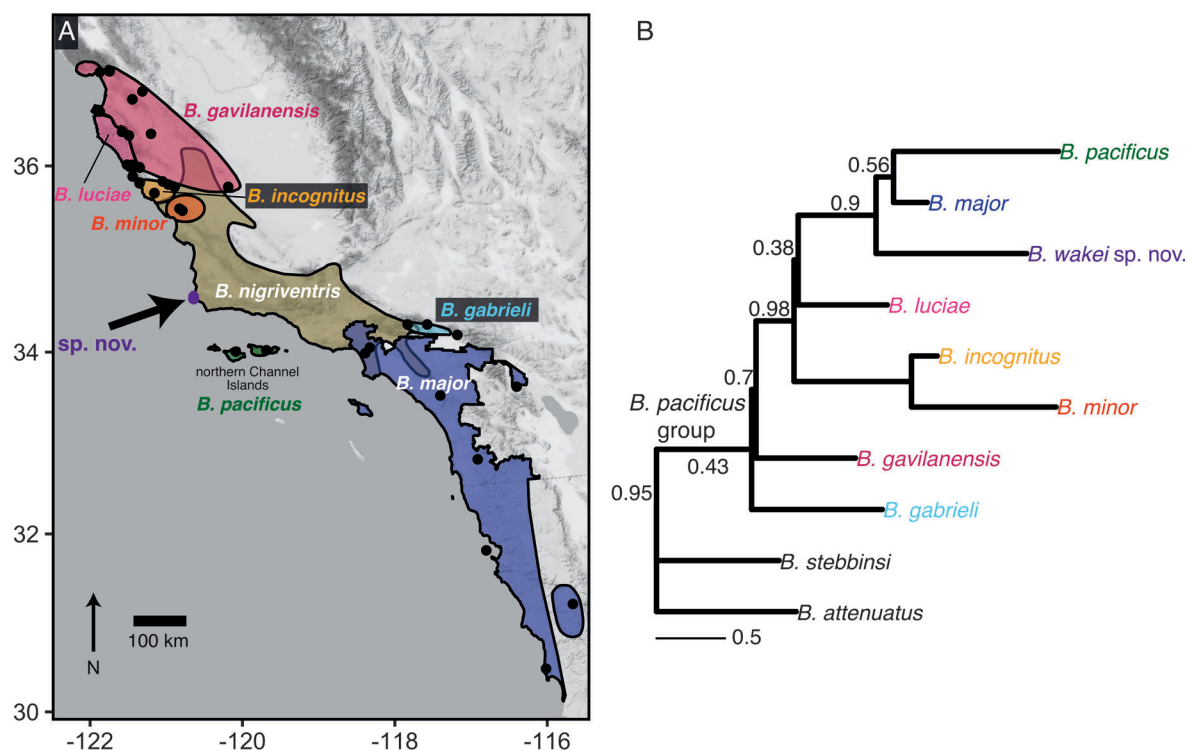 A
B. gavilanensis
36
B. luciae
B. incognitus
B. minor
B. nigriventris
B. gabrieli
sp. nov.
34
northern Channel
Islands
B. pacificus
B. major
32
N
100 km
30
-122
-120
-118
-116
B
B. pacificus
0.56
B. major
0.9
B. wakei sp. nov.
0.38
B. luciae
0.98
B. incognitus
0.7
B. minor
B. pacificus
group
B. gavilanensis
0.43
0.95
B. gabrieli
B. stebbinsi
B. attenuatus
0.5